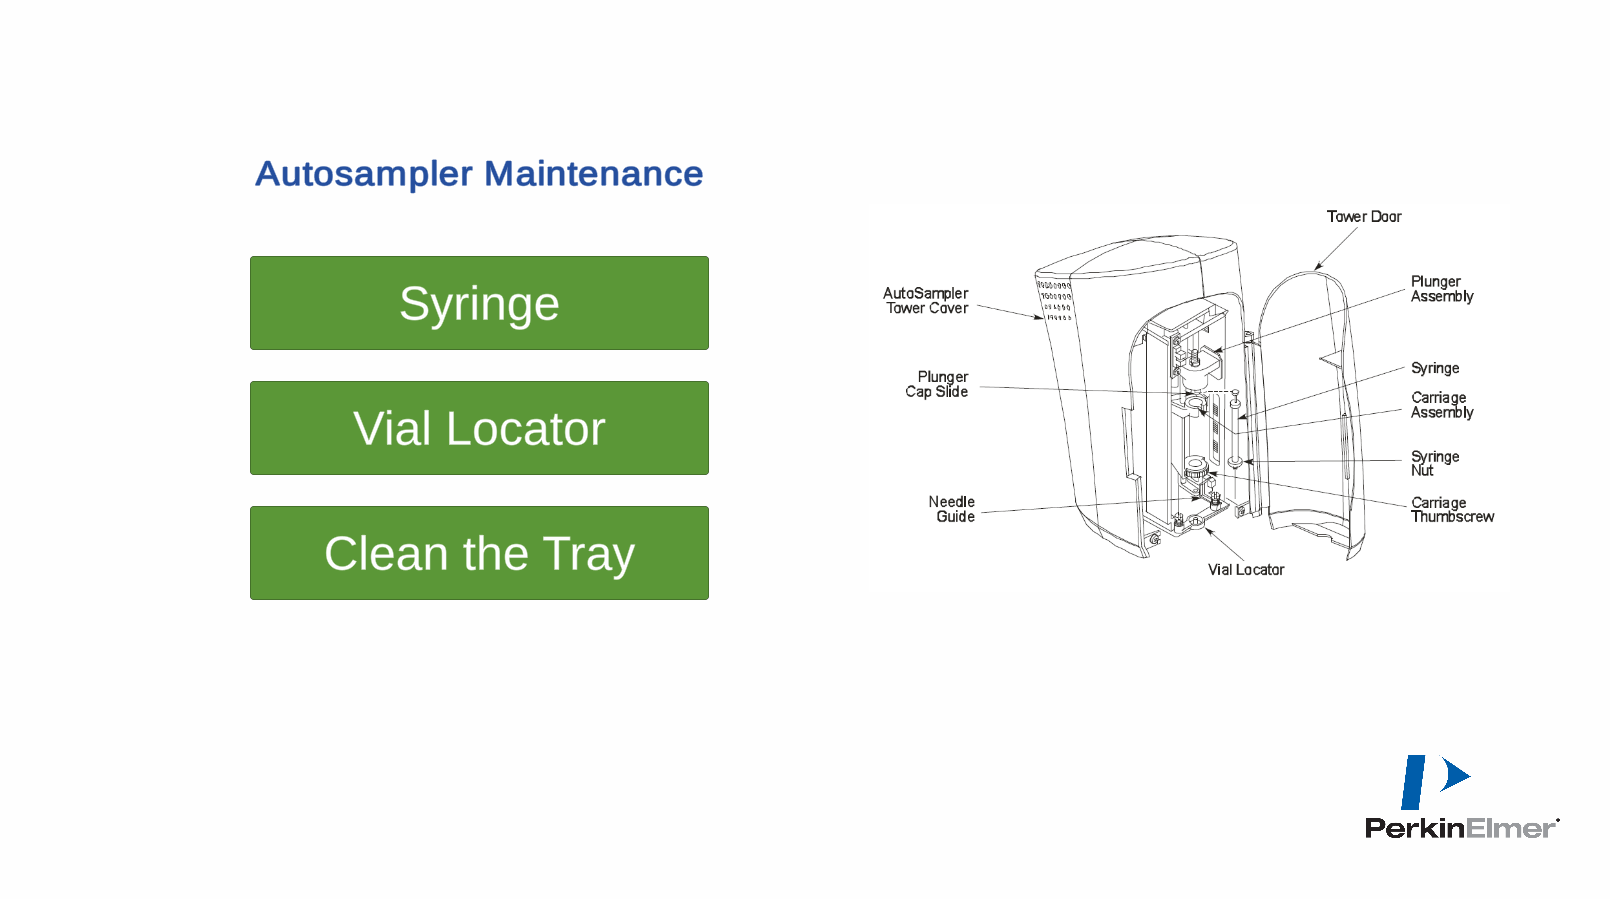 Autosampler Maintenance
Syringe
Vial Locator
Clean the Tray
Tower Door
AutoSampler
Tower Cover
Plunger
Assembly
Plunger
Cap Slide
Syringe
Carriage
Assembly
Syringe
Nut
Needle
Guide
Carriage
Thumbscrew
Vial Locator
PerkinElmer